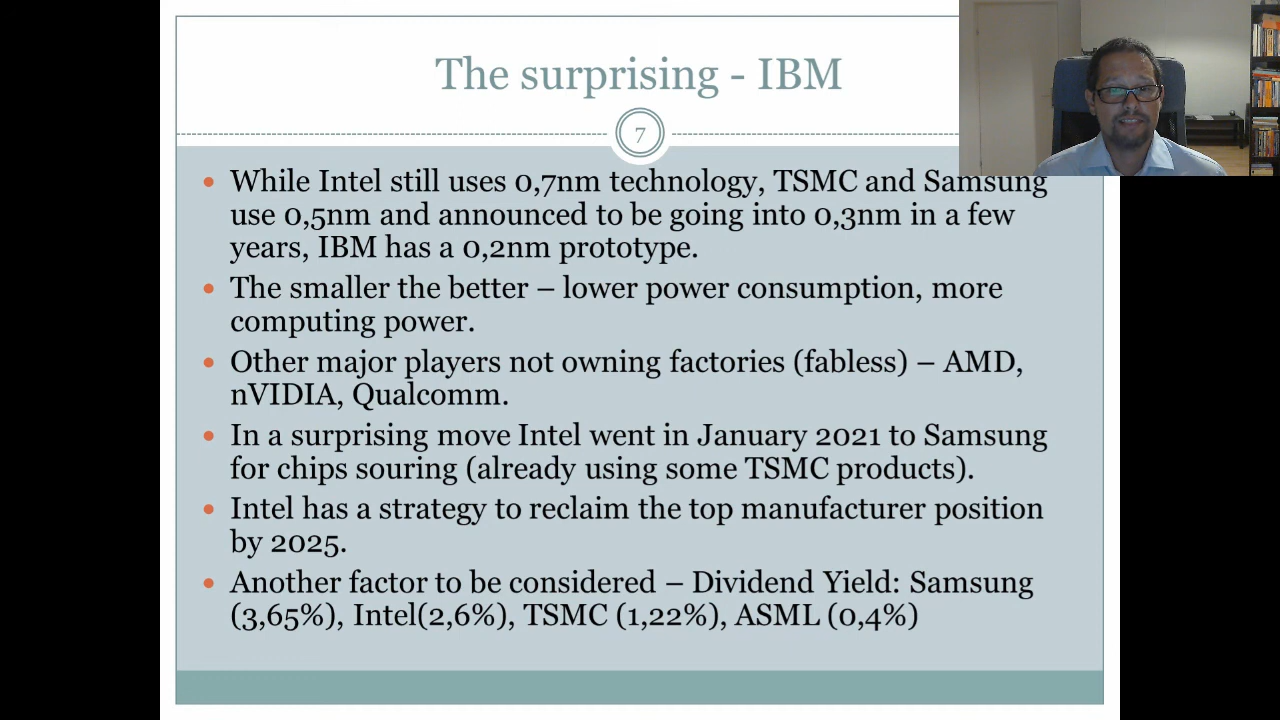 The surprising - IBM
7
• While Intel still uses 0,7nm technology, TSMC and Samsung
use 0,5nm and announced to be going into 0,3nm in a few
years, IBM has a 0,2nm prototype.
• The smaller the better – lower power consumption, more
computing power.
• Other major players not owning factories (fabless) – AMD,
nVIDIA, Qualcomm.
• In a surprising move Intel went in January 2021 to Samsung
for chips souring (already using some TSMC products).
• Intel has a strategy to reclaim the top manufacturer position
by 2025.
• Another factor to be considered – Dividend Yield: Samsung
(3,65%), Intel(2,6%), TSMC (1,22%), ASML (0,4%)